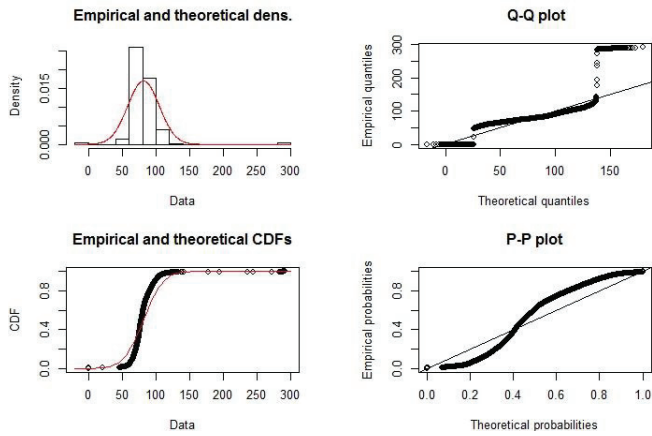 Empirical and theoretical dens.
Density
0.000 0.015
0 50 100 150 200 250 300
Data
Q-Q plot
Empirical quantiles
0 100 200 300
0 50 100 150
Theoretical quantiles
Empirical and theoretical CDFs
CDF
0.0 0.4 0.8
0 50 100 150 200 250 300
Data
P-P plot
Empirical probabilities
0.0 0.4 0.8
0.0 0.2 0.4 0.6 0.8 1.0
Theoretical probabilities